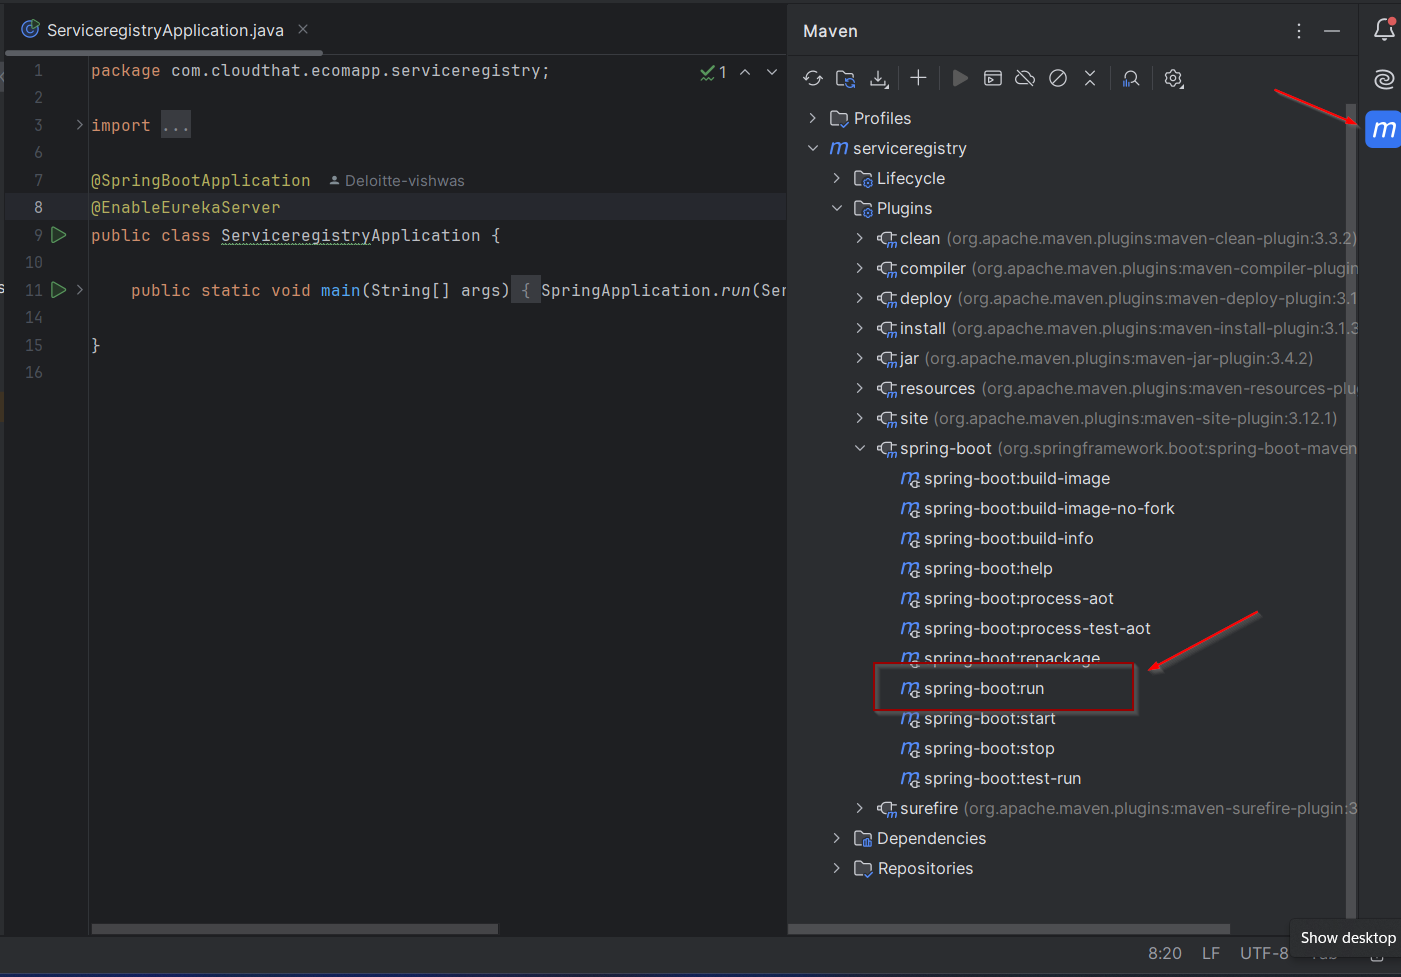 ServiceregistryApplication.java
1 package com.cloudthat.ecomapp.serviceregistry;
1
2
3 import ...
6
7 @SpringBootApplication Deloitte-vishwas
8 @EnableEurekaServer
9 public class ServiceregistryApplication {
10
11 public static void main(String[] args) { SpringApplication.run(Ser
14
15 }
16
Maven
Profiles
m serviceregistry
Lifecycle
Plugins
clean (org.apache.maven.plugins:maven-clean-plugin:3.3.2)
compiler (org.apache.maven.plugins:maven-compiler-plugin
deploy (org.apache.maven.plugins:maven-deploy-plugin:3.1
install (org.apache.maven.plugins:maven-install-plugin:3.1.3
jar (org.apache.maven.plugins:maven-jar-plugin:3.4.2)
resources (org.apache.maven.plugins:maven-resources-plu
site (org.apache.maven.plugins:maven-site-plugin:3.12.1)
spring-boot (org.springframework.boot:spring-boot-maven
spring-boot:build-image
spring-boot:build-image-no-fork
spring-boot:build-info
spring-boot:help
spring-boot:process-aot
spring-boot:process-test-aot
spring-boot:repackage
spring-boot:run
spring-boot:start
spring-boot:stop
spring-boot:test-run
surefire (org.apache.maven.plugins:maven-surefire-plugin:3
Dependencies
Repositories
m
Show desktop
8:20 LF UTF-8